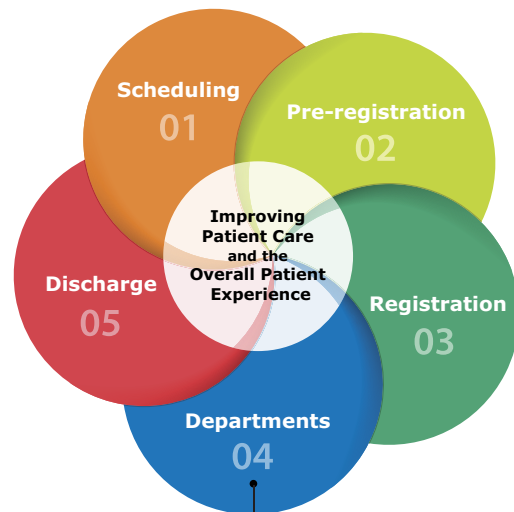 Scheduling
01
Pre-registration
02
Improving
Patient Care
and the
Overall Patient
Experience
Registration
03
Departments
04
Discharge
05